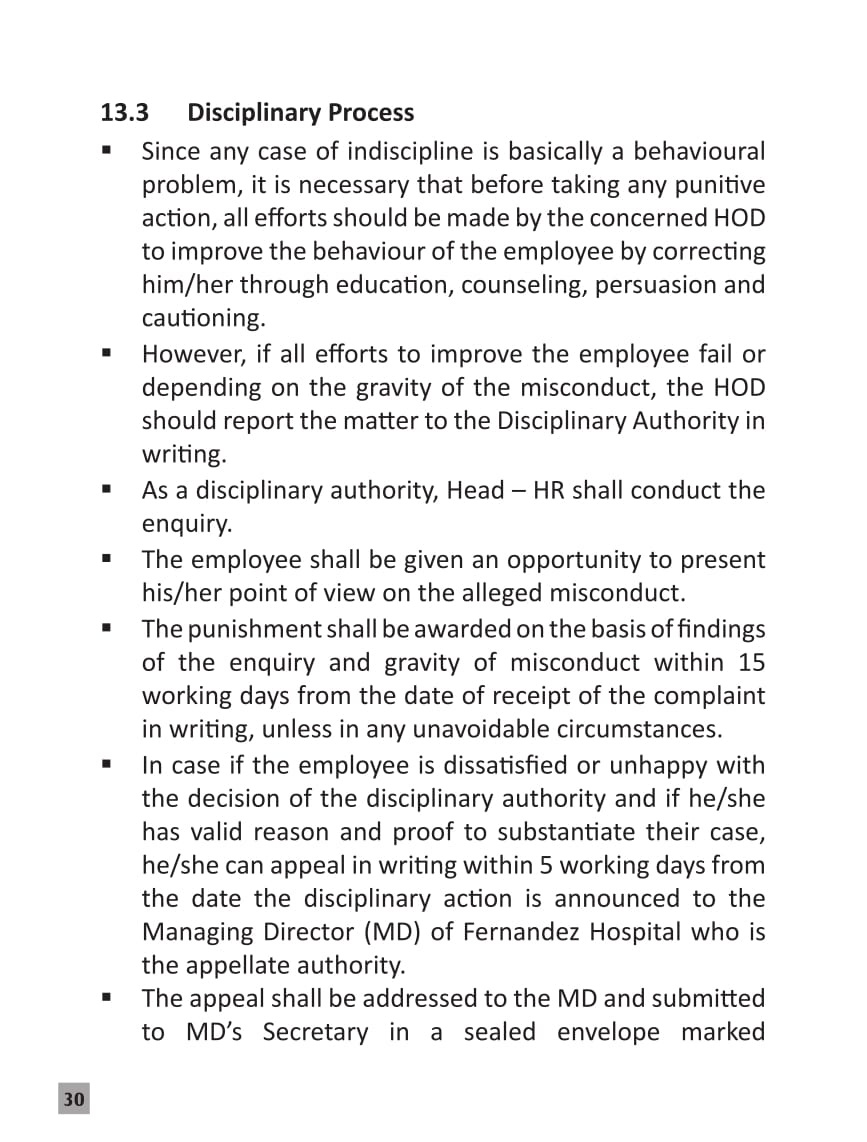 13.3 Disciplinary Process
▪ Since any case of indiscipline is basically a behavioural
problem, it is necessary that before taking any punitive
action, all efforts should be made by the concerned HOD
to improve the behaviour of the employee by correcting
him/her through education, counseling, persuasion and
cautioning.
▪ However, if all efforts to improve the employee fail or
depending on the gravity of the misconduct, the HOD
should report the matter to the Disciplinary Authority in
writing.
▪ As a disciplinary authority, Head – HR shall conduct the
enquiry.
▪ The employee shall be given an opportunity to present
his/her point of view on the alleged misconduct.
▪ The punishment shall be awarded on the basis of findings
of the enquiry and gravity of misconduct within 15
working days from the date of receipt of the complaint
in writing, unless in any unavoidable circumstances.
▪ In case if the employee is dissatisfied or unhappy with
the decision of the disciplinary authority and if he/she
has valid reason and proof to substantiate their case,
he/she can appeal in writing within 5 working days from
the date the disciplinary action is announced to the
Managing Director (MD) of Fernandez Hospital who is
the appellate authority.
▪ The appeal shall be addressed to the MD and submitted
to MD’s Secretary in a sealed envelope marked
30